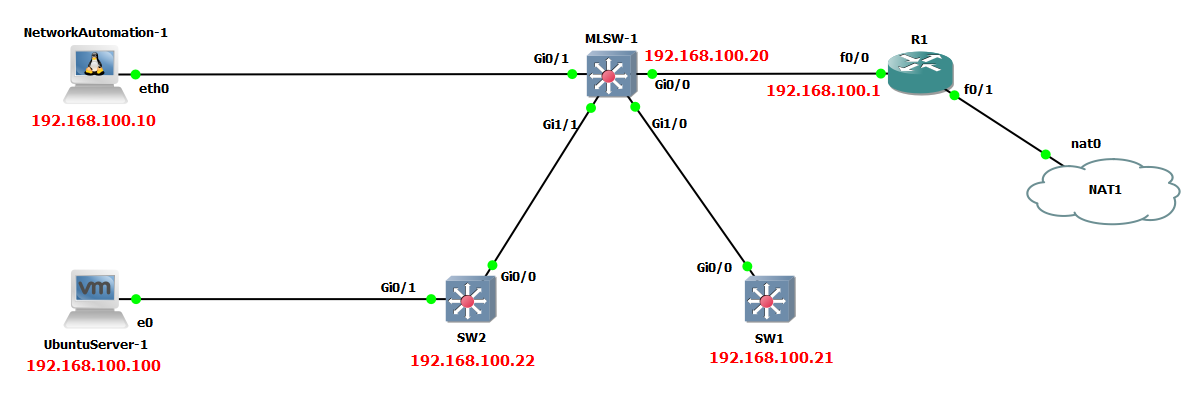 NetworkAutomation-1
eth0
192.168.100.10
MLSW-1
192.168.100.20
Gi0/1
Gi0/0
Gi1/1
Gi1/0
R1
f0/0
192.168.100.1
f0/1
nat0
NAT1
UbuntuServer-1
vm
e0
192.168.100.100
Gi0/1
Gi0/0
SW2
192.168.100.22
Gi0/0
SW1
192.168.100.21